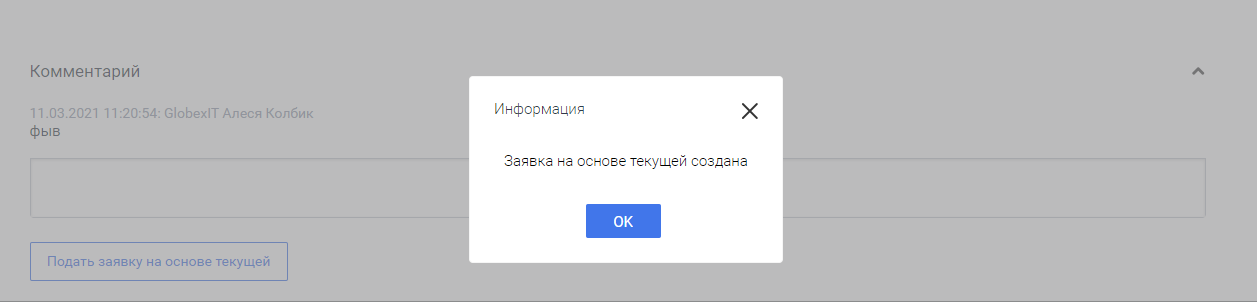 Комментарий
11.03.2021 11:20:54: GlobexIT Алеся Колбик
фыв
Информация
Заявка на основе текущей создана
ОК
Подать заявку на основе текущей